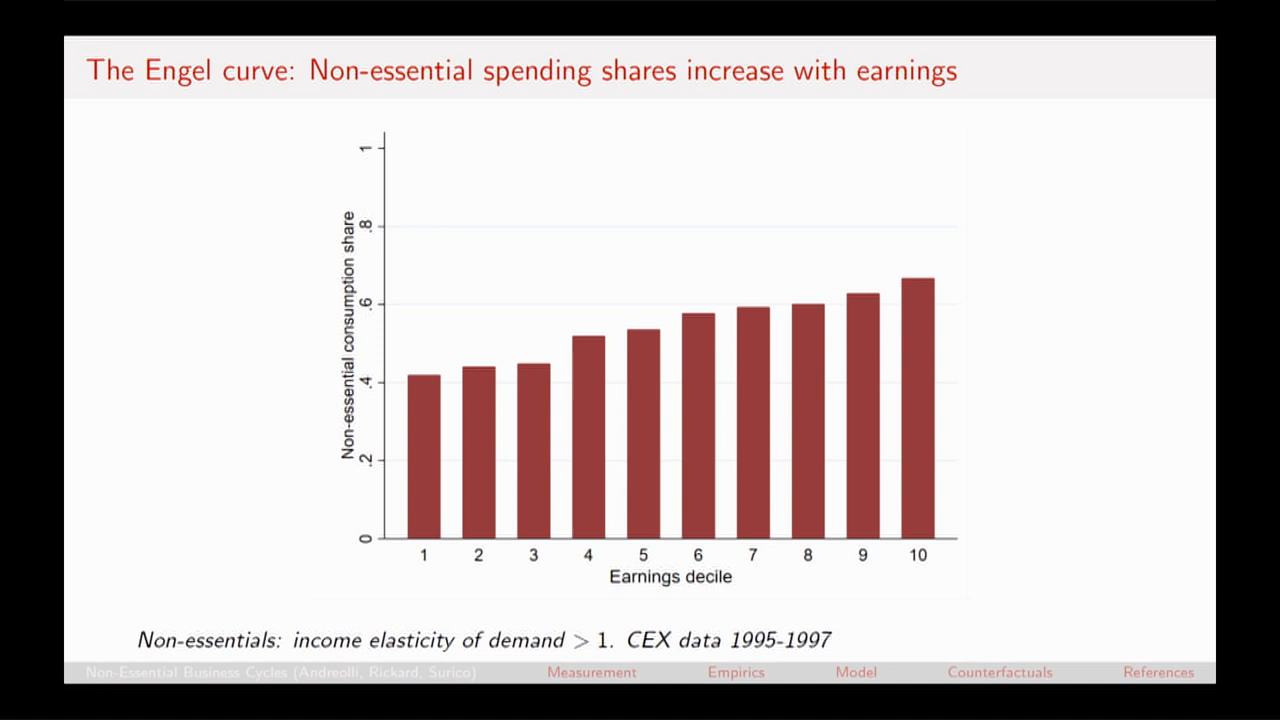 The Engel curve: Non-essential spending shares increase with earnings
Non-essential consumption share
1
.8
.6
.4
.2
0
1 2 3 4 5 6 7 8 9 10
Earnings decile
Non-essentials: income elasticity of demand > 1. CEX data 1995-1997
Non-Essential Business Cycles (Andreolli, Rickard, Surico) Measurement Empirics Model Counterfactuals References